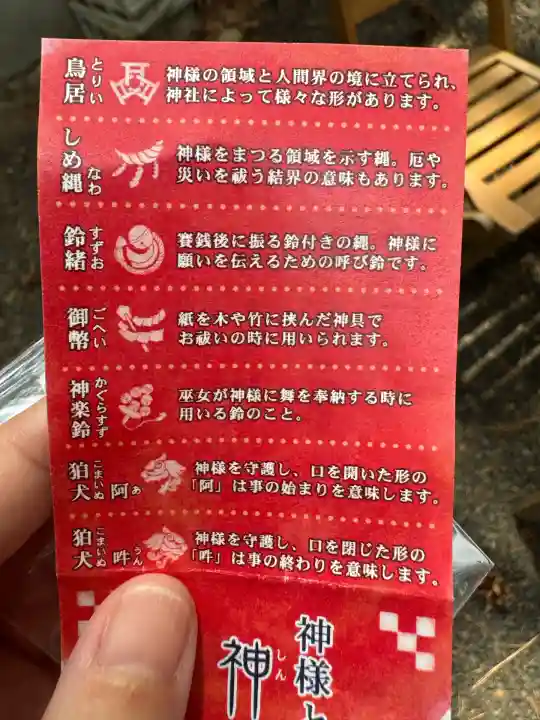 鳥居
とりい
神様の領域と人間界の境に立てられ、
神社によって様々な形があります。
しめ縄
なわ
神様をまつる領域を示す縄。厄や
災いを祓う結界の意味もあります。
鈴緒
すずお
賽銭後に振る鈴付きの縄。神様に
願いを伝えるための呼び鈴です。
御幣
ごへい
紙を木や竹に挟んだ神具で
お祓いの時に用いられます。
神楽鈴
かぐらすず
巫女が神様に舞を奉納する時に
用いる鈴のこと。
狛犬 阿
こまいぬ あ
神様を守護し、口を開いた形の
「阿」は事の始まりを意味します。
狛犬 吽
こまいぬ うん
神様を守護し、口を閉じた形の
「吽」は事の終わりを意味します。
神様と
神
しん